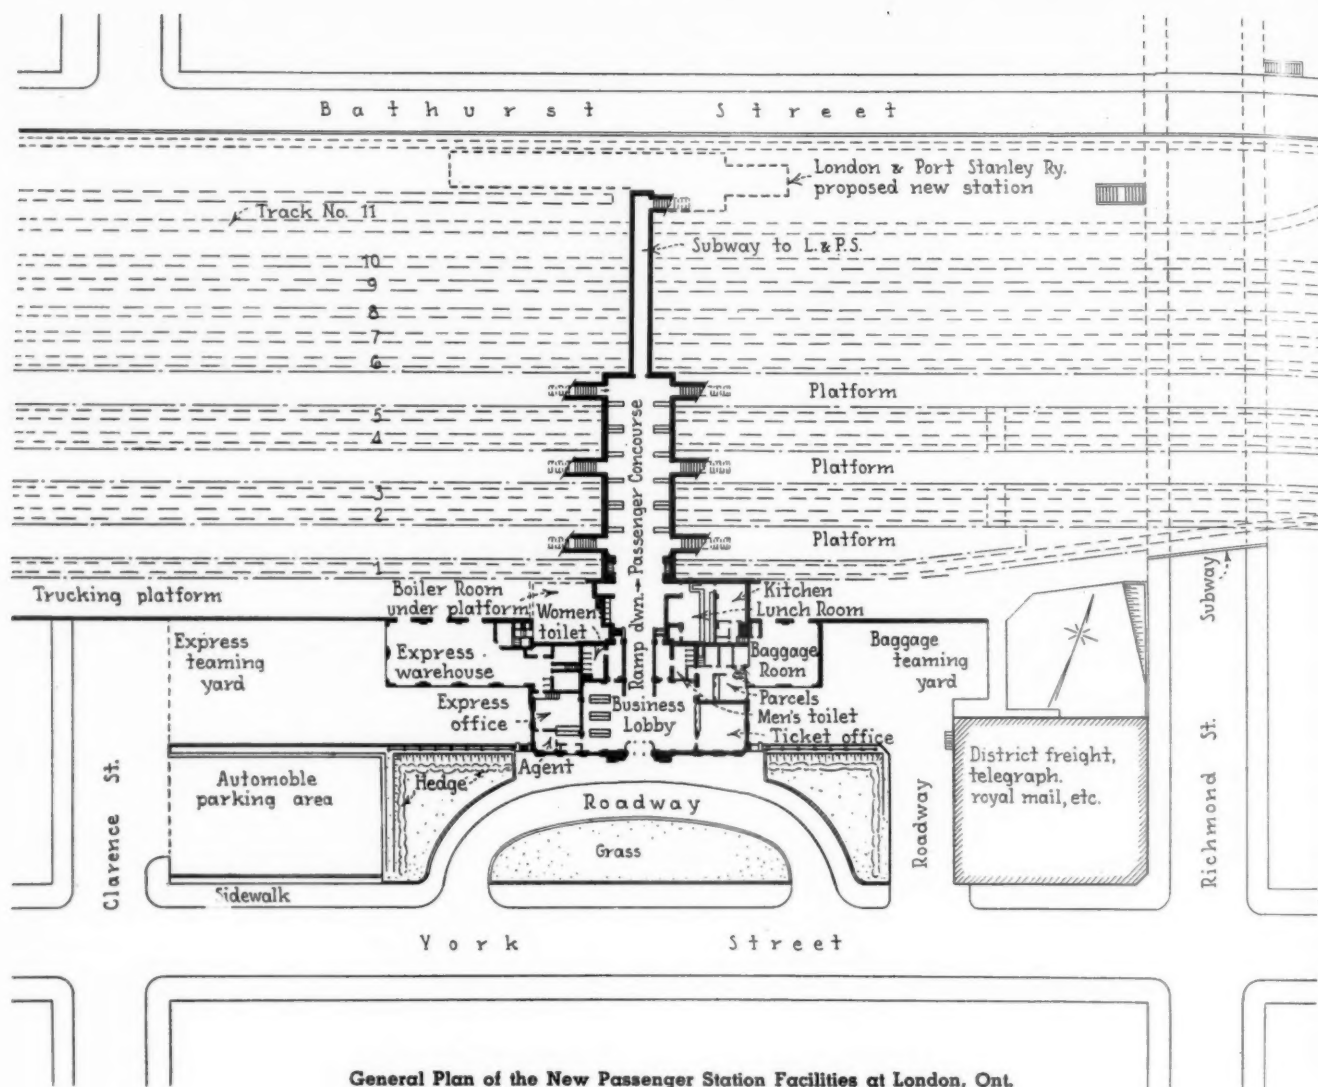 Bathurst Street
London & Port Stanley Ry.
proposed new station
Track No. 11
Subway to L. & P.S.
10
9
8
7
6
Platform
5
4
Platform
3
2
Platform
1
Passenger Concourse
Ramp dwn.
Trucking platform
Boiler Room
under platform
Women's
toilet
Kitchen
Lunch Room
Subway
Express
teaming
yard
Express
warehouse
Baggage
Room
Baggage
teaming
yard
Express
office
Business
Lobby
Parcels
Men's toilet
Ticket office
Agent
Hedge
Automoble
parking area
Roadway
Grass
Roadway
District freight,
telegraph.
royal mail, etc.
Clarence St.
Richmond St.
Sidewalk
York Street
General Plan of the New Passenger Station Facilities at London, Ont.